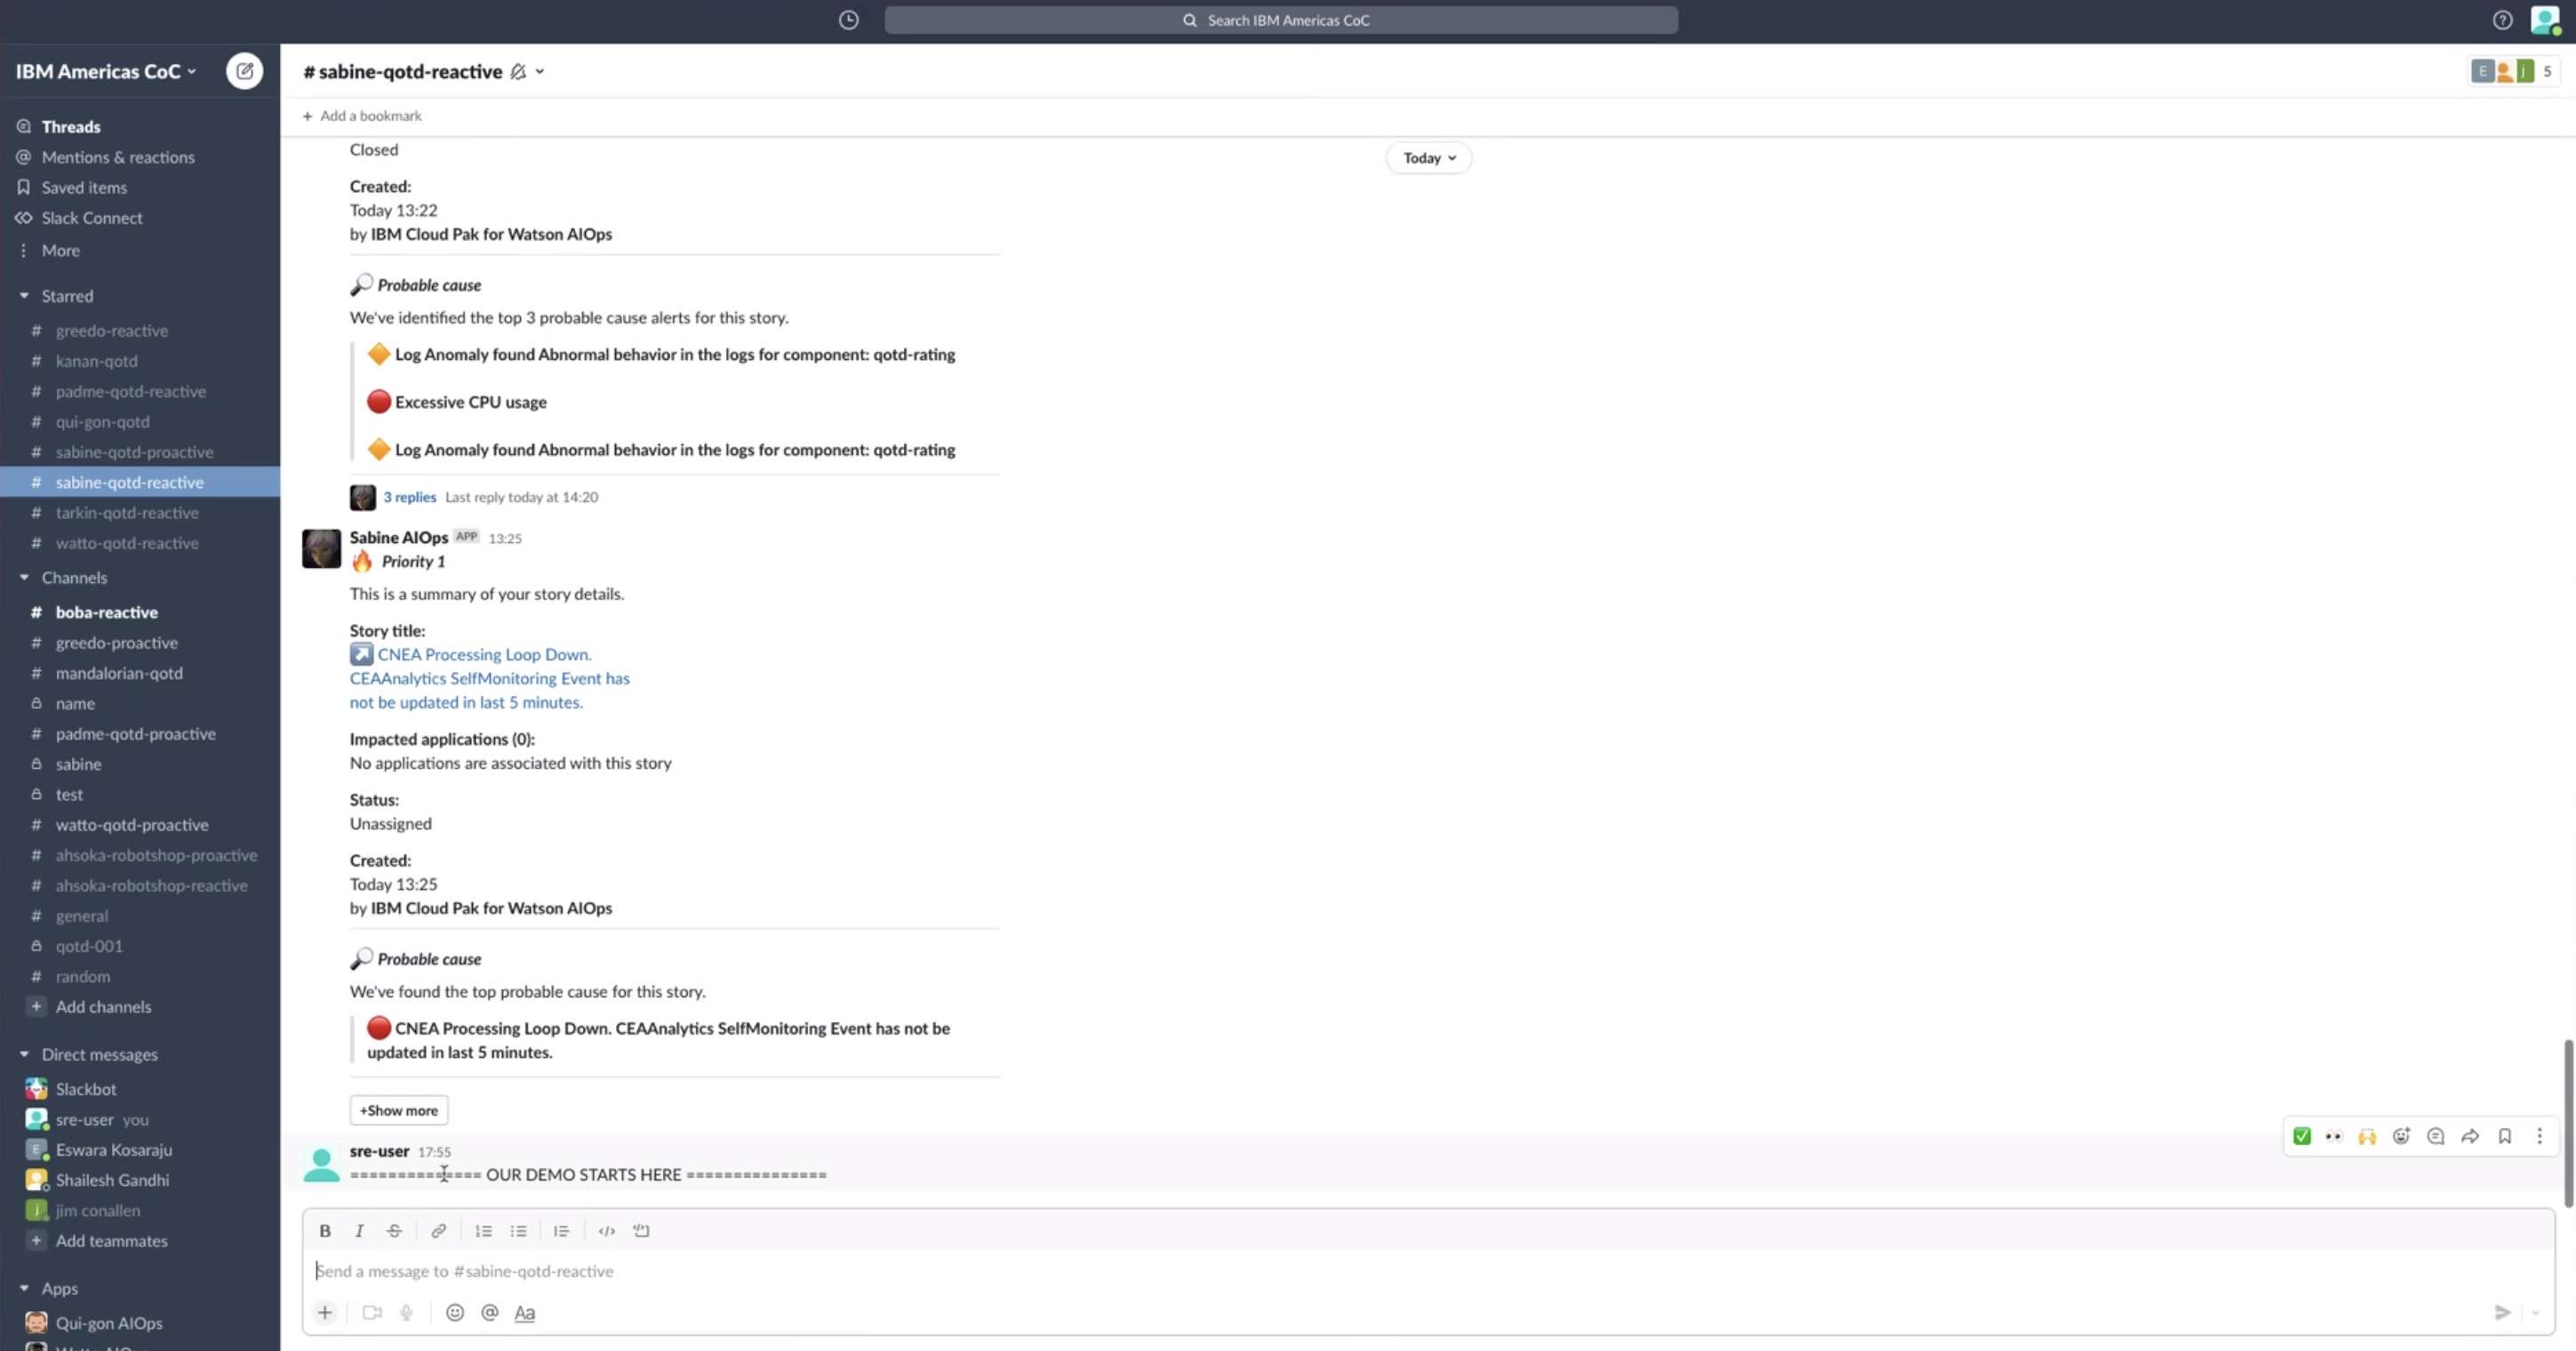 Search IBM Americas CoC
IBM Americas CoC
Threads
Mentions & reactions
Saved items
Slack Connect
More
Starred
# greedo-reactive
# kanan-qotd
# padme-qotd-reactive
# qui-gon-qotd
# sabine-qotd-proactive
# sabine-qotd-reactive
# tarkin-qotd-reactive
# watto-qotd-reactive
Channels
# boba-reactive
# greedo-proactive
# mandalorian-qotd
name
# padme-qotd-proactive
sabine
test
# watto-qotd-proactive
# ahsoka-robotshop-proactive
# ahsoka-robotshop-reactive
# general
qotd-001
# random
+ Add channels
Direct messages
Slackbot
sre-user you
E Eswara Kosaraju
Shailesh Gandhi
j jim conallen
+ Add teammates
Apps
Qui-gon AIOps
# sabine-qotd-reactive
E j 5
+ Add a bookmark
Today
Closed
Created:
Today 13:22
by IBM Cloud Pak for Watson AIOps
Probable cause
We've identified the top 3 probable cause alerts for this story.
Log Anomaly found Abnormal behavior in the logs for component: qotd-rating
Excessive CPU usage
Log Anomaly found Abnormal behavior in the logs for component: qotd-rating
3 replies Last reply today at 14:20
Sabine AIOps APP 13:25
Priority 1
This is a summary of your story details.
Story title:
CNEA Processing Loop Down.
CEAAnalytics SelfMonitoring Event has
not be updated in last 5 minutes.
Impacted applications (0):
No applications are associated with this story
Status:
Unassigned
Created:
Today 13:25
by IBM Cloud Pak for Watson AIOps
Probable cause
We've found the top probable cause for this story.
CNEA Processing Loop Down. CEAAnalytics SelfMonitoring Event has not be
updated in last 5 minutes.
+Show more
sre-user 17:55
=============== OUR DEMO STARTS HERE ===============
B I S
Send a message to #sabine-qotd-reactive
+ @ Aa